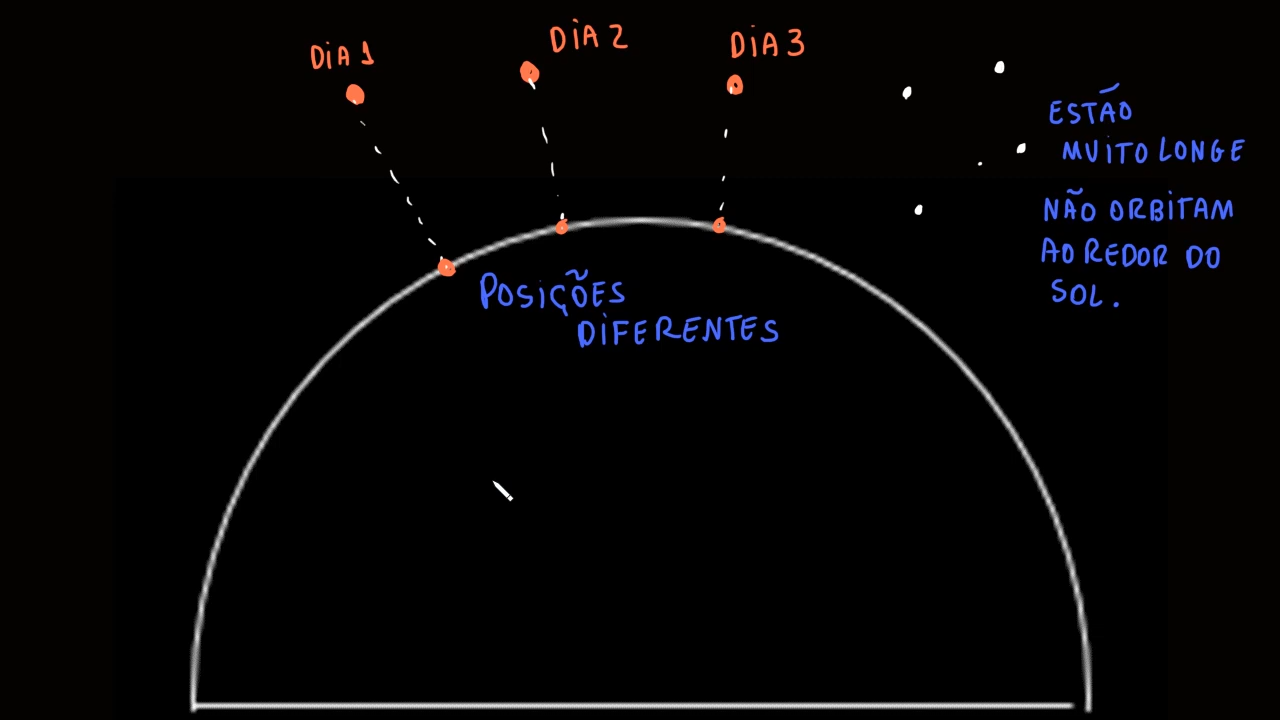 DIA 1
DIA 2
DIA 3
ESTÃO
MUITO LONGE
NÃO ORBITAM
AO REDOR DO
SOL.
POSIÇÕES
DIFERENTES